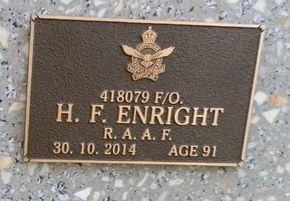 418079 F/O.
H. F. ENRIGHT
R. A. A. F.
30. 10. 2014 AGE 91